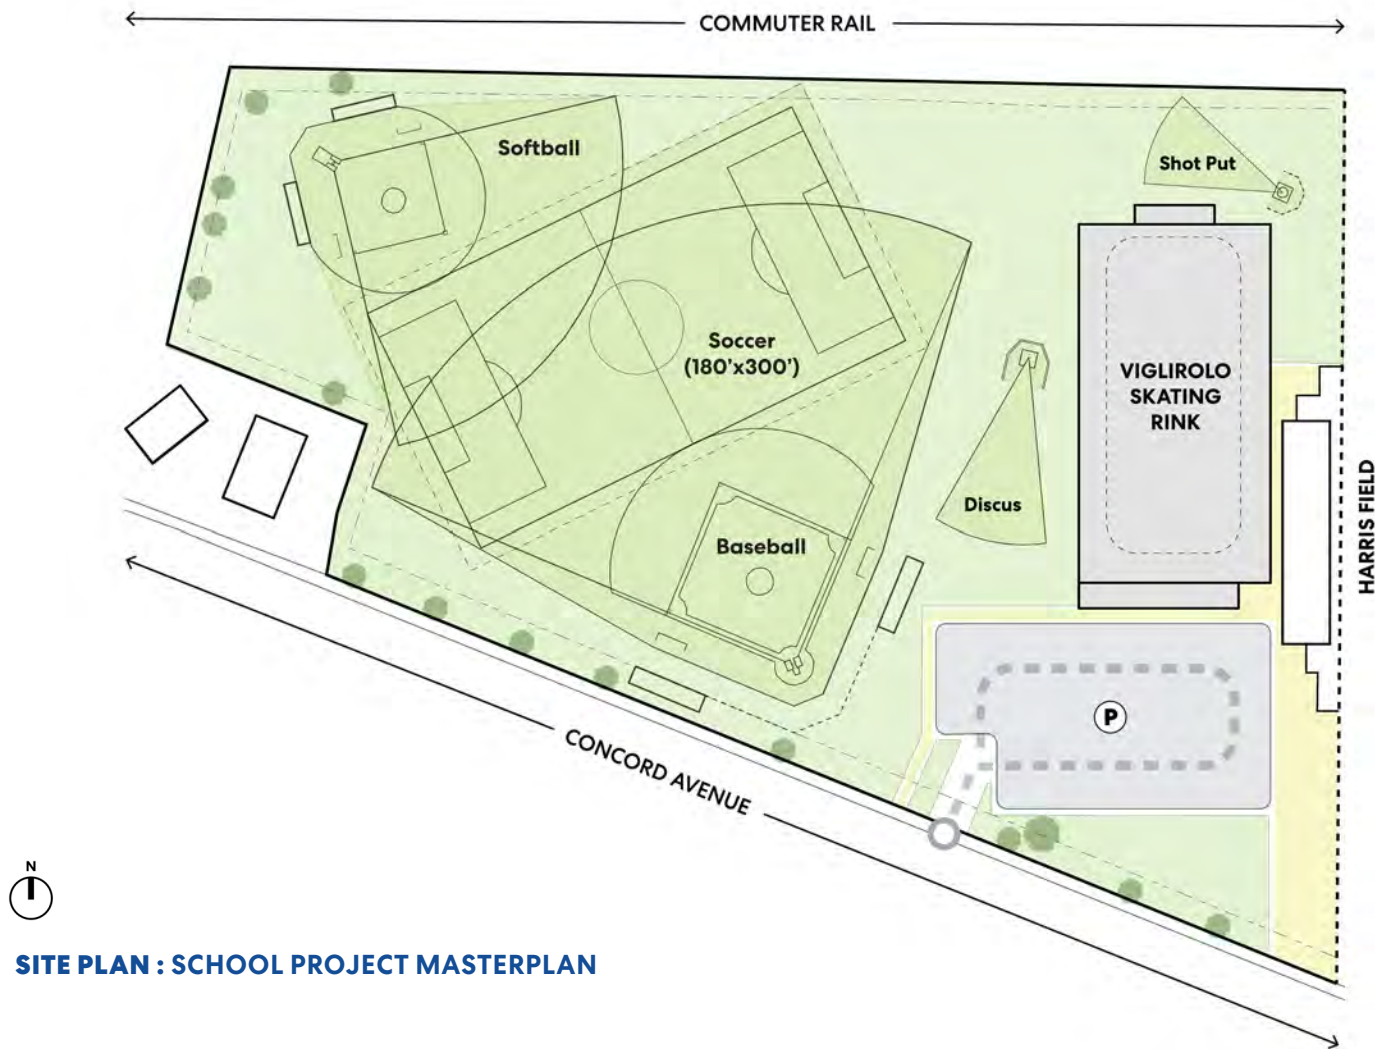 COMMUTER RAIL
Softball
Shot Put
Soccer
(180'x300')
VIGLIROLO
SKATING
RINK
Discus
Baseball
HARRIS FIELD
P
CONCORD AVENUE
N
SITE PLAN : SCHOOL PROJECT MASTERPLAN